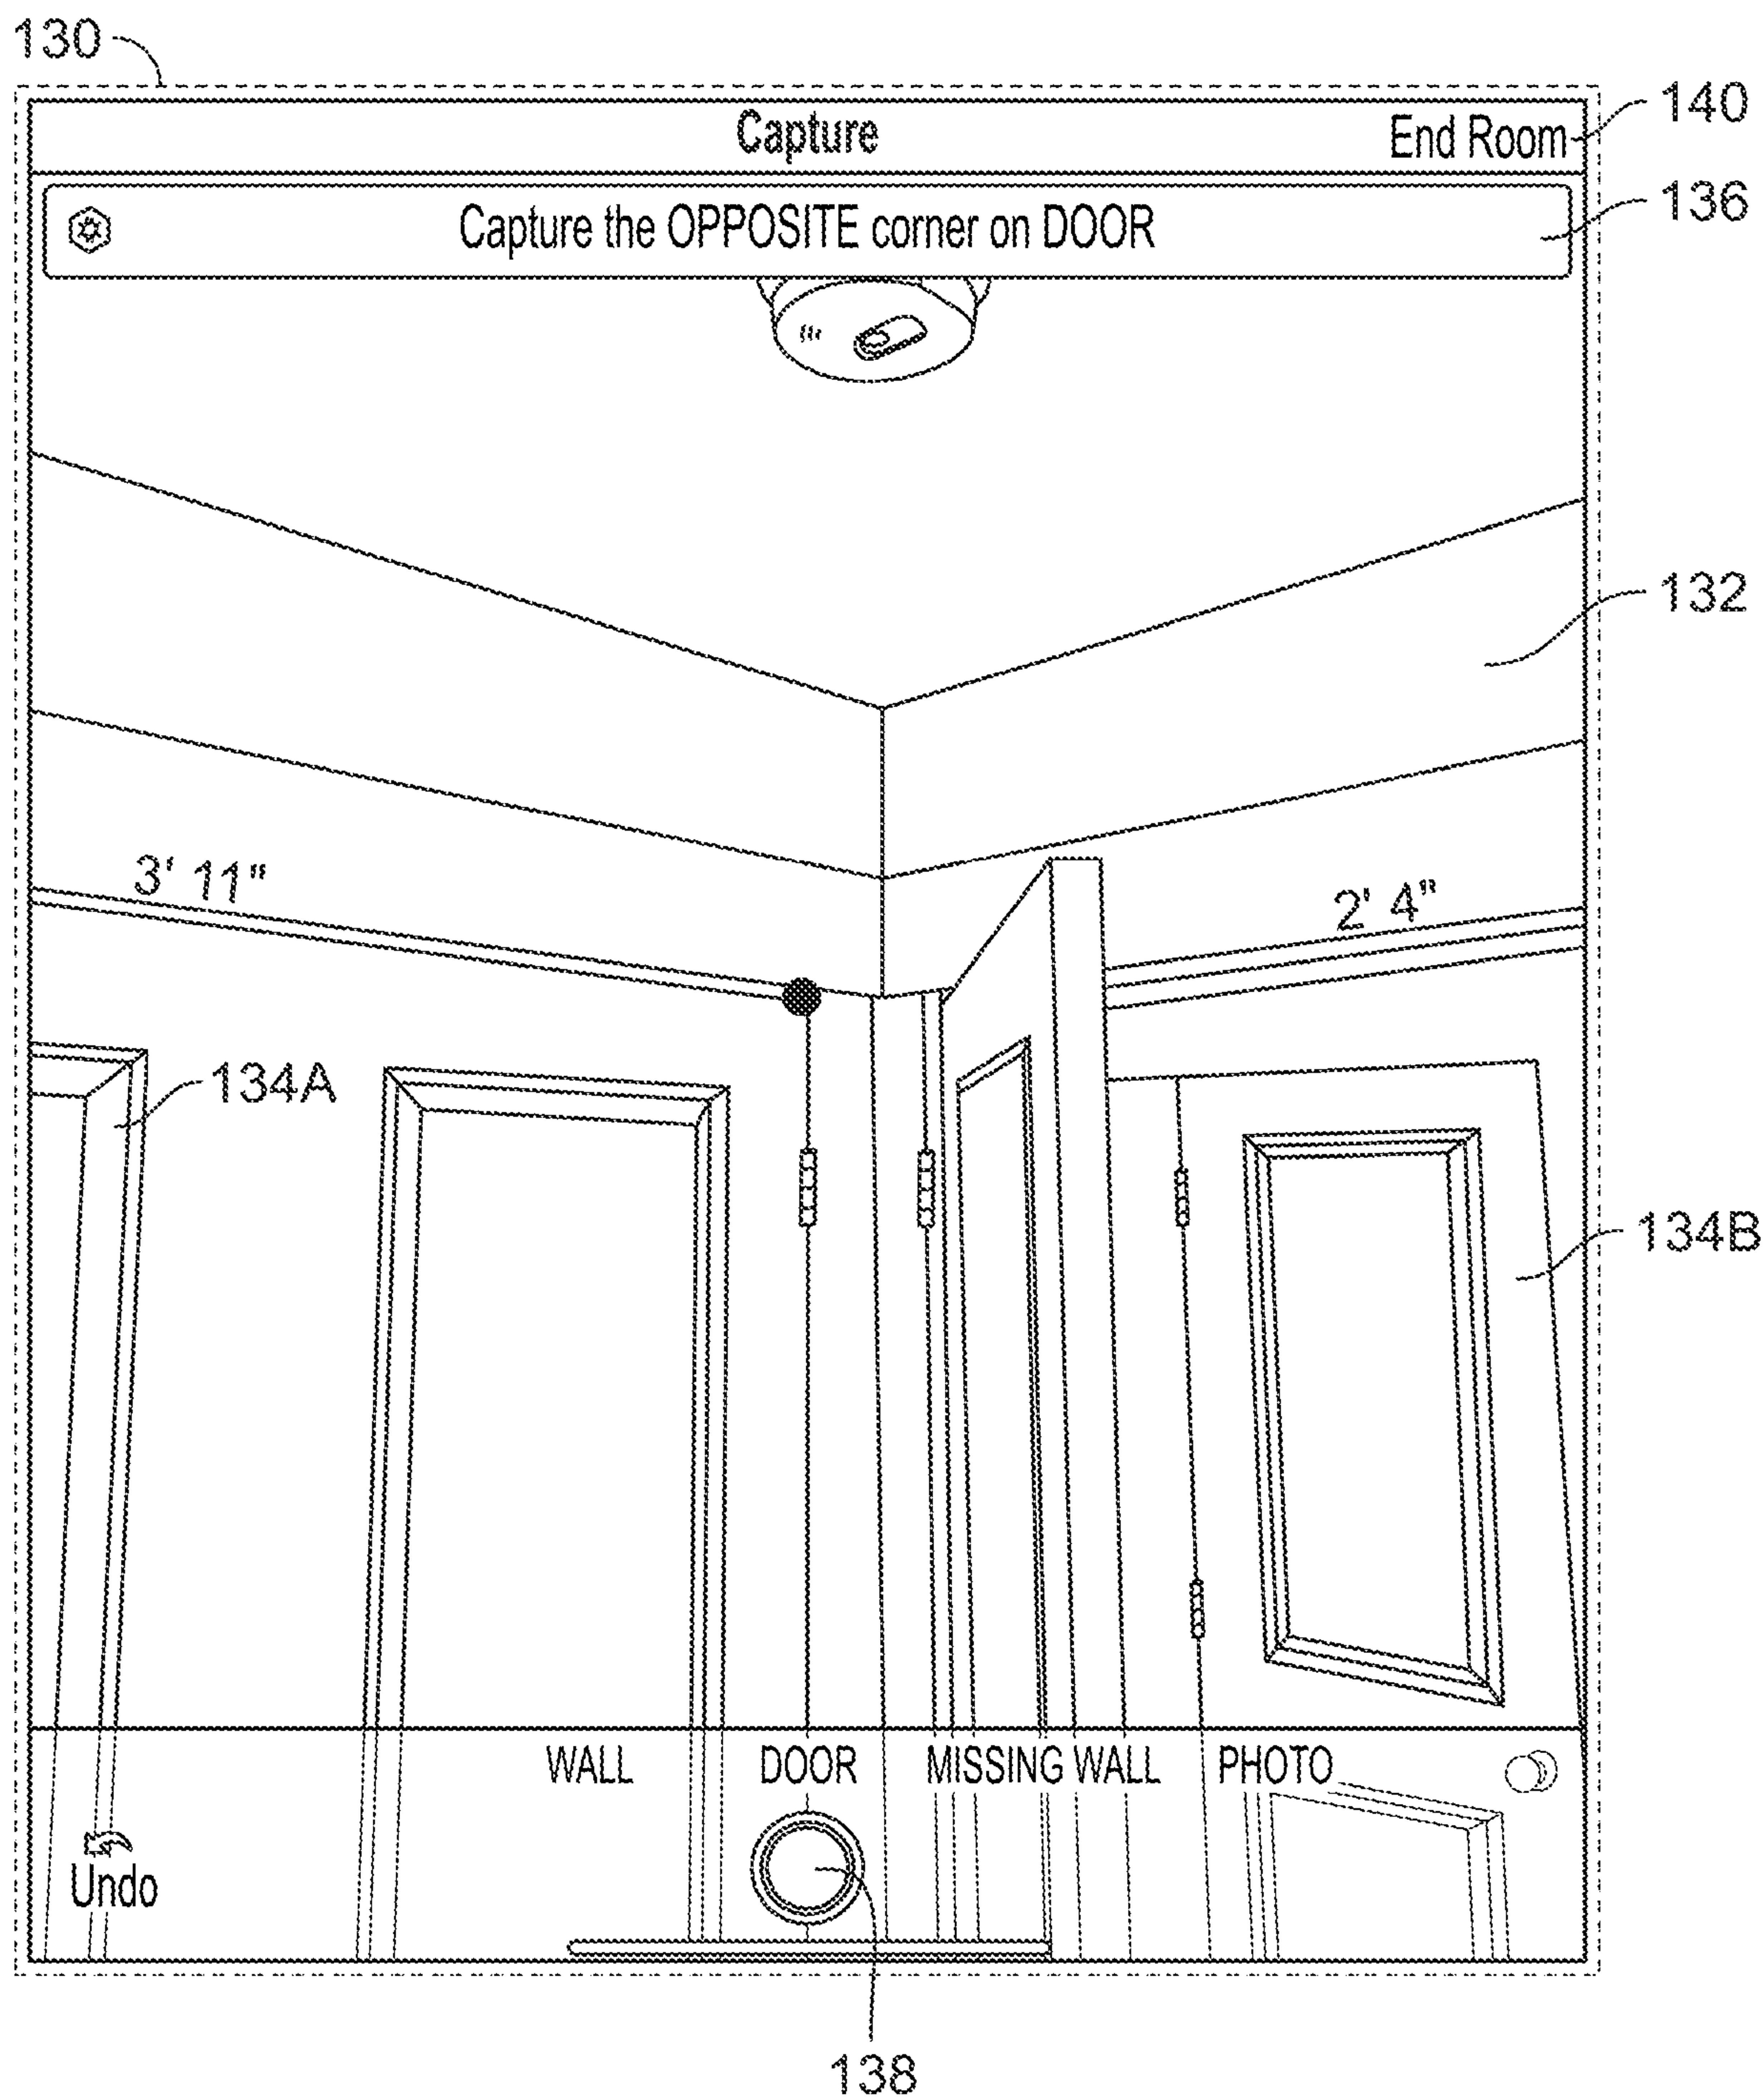 130
140
Capture
End Room
136
Capture the OPPOSITE corner on DOOR
132
3' 11"
2' 4"
134A
134B
WALL DOOR MISSING WALL PHOTO
Undo
138